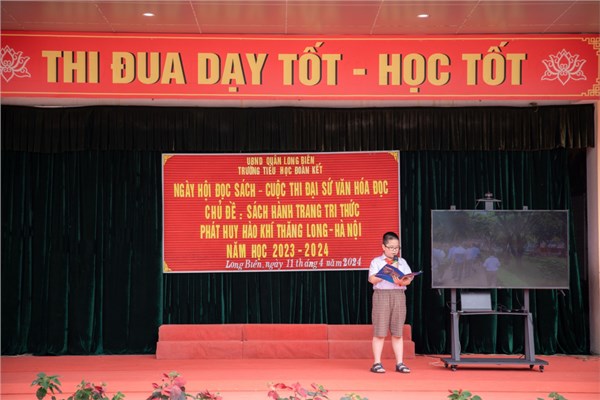 THI ĐUA DẠY TỐT - HỌC TỐT
UBND QUẬN LONG BIÊN
TRƯỜNG TIỂU HỌC ĐOÀN KẾT
NGÀY HỘI ĐỌC SÁCH - CUỘC THI ĐẠI SỨ VĂN HÓA ĐỌC
CHỦ ĐỀ : SÁCH HÀNH TRANG TRI THỨC
PHÁT HUY HÀO KHÍ THĂNG LONG-HÀ NỘI
NĂM HỌC 2023 - 2024
Long Biên, ngày 11 tháng 4 năm 2024